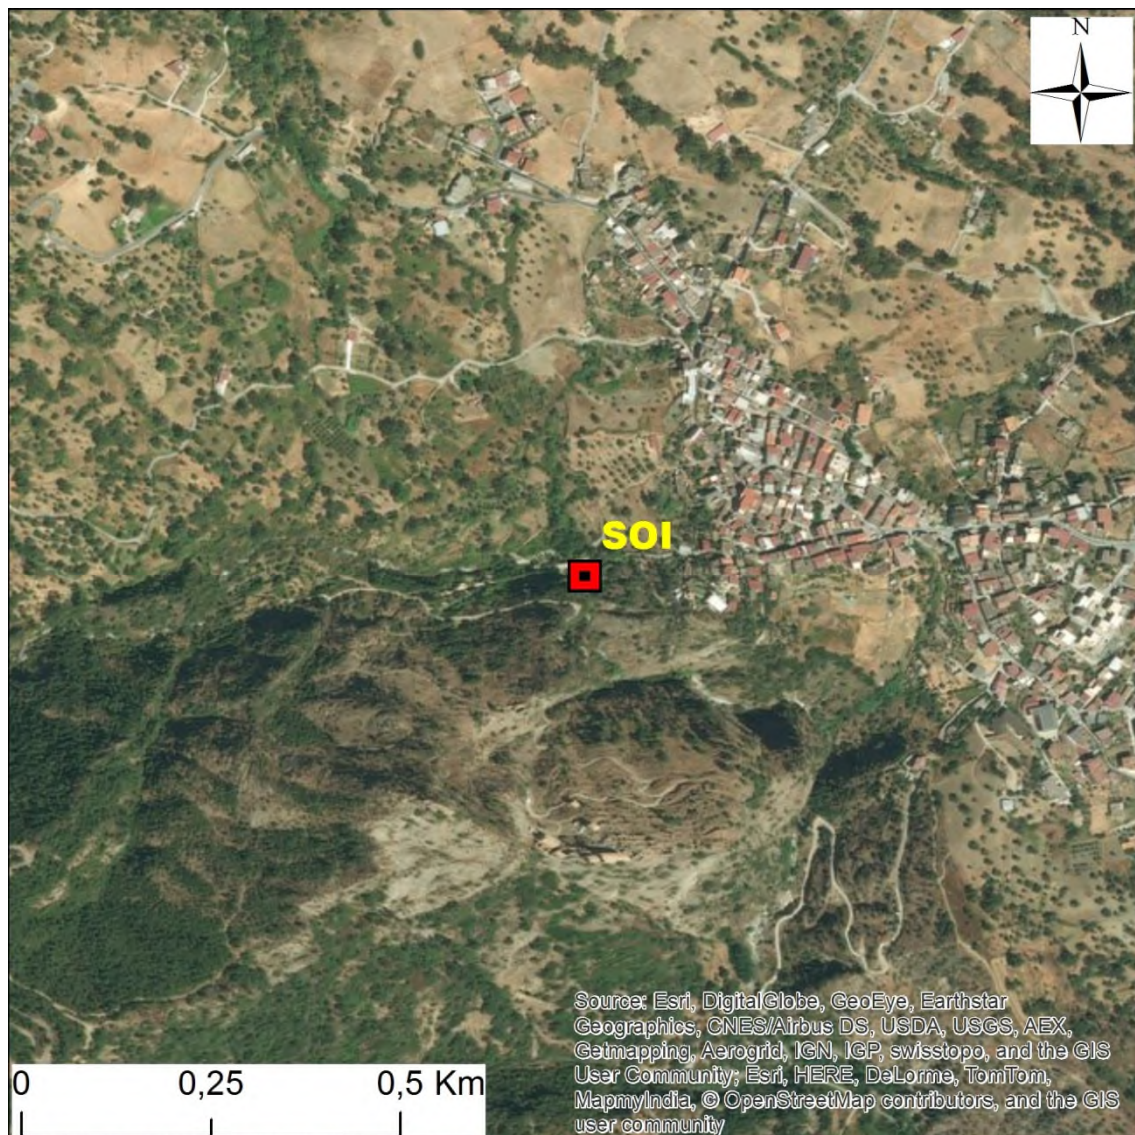 N
SOI
Source: Esri, DigitalGlobe, GeoEye, Earthstar
Geographics, CNES/Airbus DS, USDA, USGS, AEX,
Getmapping, Aerogrid, IGN, IGP, swisstopo, and the GIS
User Community; Esri, HERE, DeLorme, TomTom,
MapmyIndia, © OpenStreetMap contributors, and the GIS
user community
0 0,25 0,5 Km